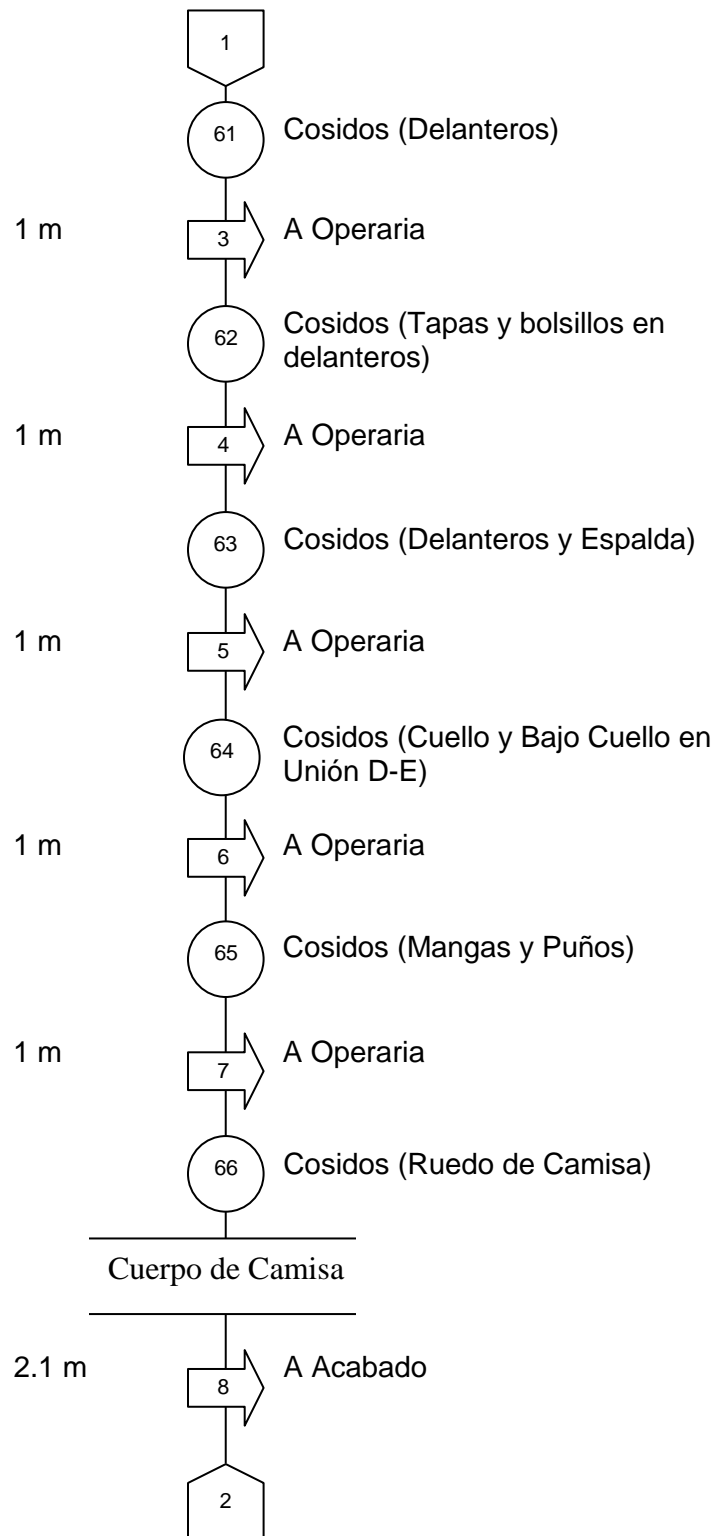 1
61
Cosidos (Delanteros)
1 m
3
A Operaria
62
Cosidos (Tapas y bolsillos en
delanteros)
1 m
4
A Operaria
63
Cosidos (Delanteros y Espalda)
1 m
5
A Operaria
64
Cosidos (Cuello y Bajo Cuello en
Unión D-E)
1 m
6
A Operaria
65
Cosidos (Mangas y Puños)
1 m
7
A Operaria
66
Cosidos (Ruedo de Camisa)
Cuerpo de Camisa
2.1 m
8
A Acabado
2